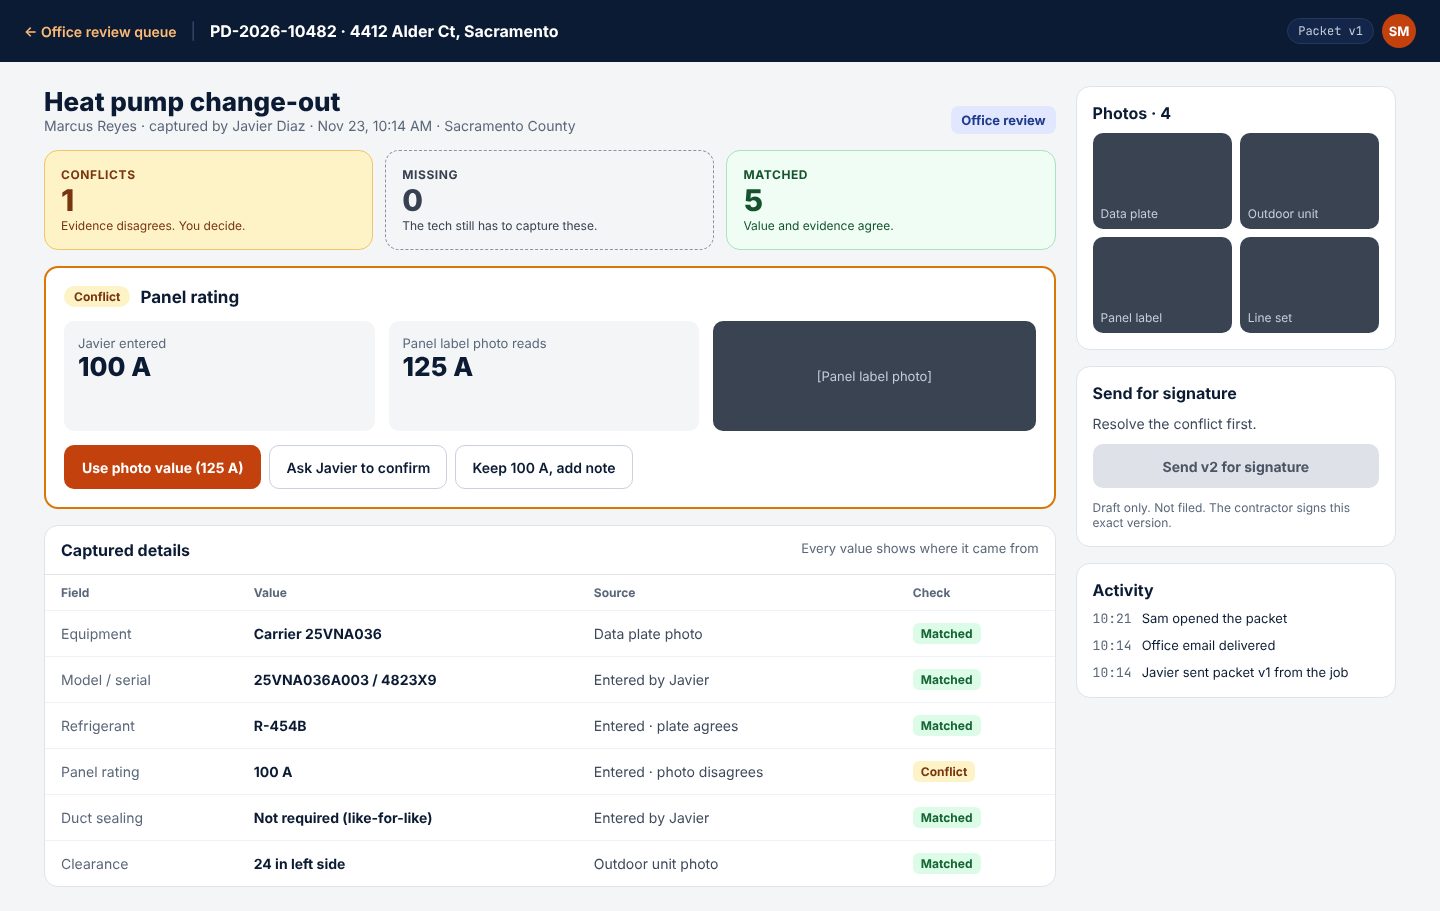 ← Office review queue
PD-2026-10482 · 4412 Alder Ct, Sacramento
Packet v1
SM
Heat pump change-out
Marcus Reyes · captured by Javier Diaz · Nov 23, 10:14 AM · Sacramento County
Office review
CONFLICTS
1
Evidence disagrees. You decide.
MISSING
0
The tech still has to capture these.
MATCHED
5
Value and evidence agree.
Conflict
Panel rating
Javier entered
100 A
Panel label photo reads
125 A
[Panel label photo]
Use photo value (125 A)
Ask Javier to confirm
Keep 100 A, add note
Captured details
Every value shows where it came from
Field Value Source Check
Equipment Carrier 25VNA036 Data plate photo Matched
Model / serial 25VNA036A003 / 4823X9 Entered by Javier Matched
Refrigerant R-454B Entered · plate agrees Matched
Panel rating 100 A Entered · photo disagrees Conflict
Duct sealing Not required (like-for-like) Entered by Javier Matched
Clearance 24 in left side Outdoor unit photo Matched
Photos · 4
Data plate
Outdoor unit
Panel label
Line set
Send for signature
Resolve the conflict first.
Send v2 for signature
Draft only. Not filed. The contractor signs this
exact version.
Activity
10:21 Sam opened the packet
10:14 Office email delivered
10:14 Javier sent packet v1 from the job